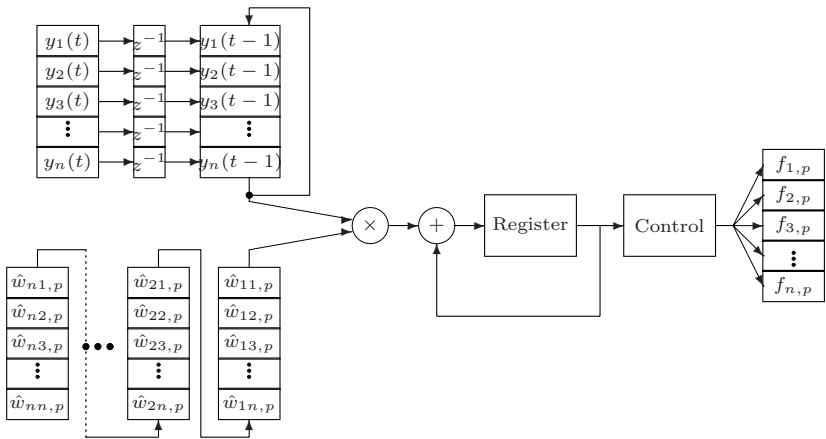 y₁(t) z⁻¹ y₁(t − 1)
y₂(t) z⁻¹ y₂(t − 1)
y₃(t) z⁻¹ y₃(t − 1)
⋮ z⁻¹ ⋮
yₙ(t) z⁻¹ yₙ(t − 1)
× + Register Control
f₁,ₚ
f₂,ₚ
f₃,ₚ
⋮
fₙ,ₚ
ŵₙ₁,ₚ ŵ₂₁,ₚ ŵ₁₁,ₚ
ŵₙ₂,ₚ ŵ₂₂,ₚ ŵ₁₂,ₚ
ŵₙ₃,ₚ ••• ŵ₂₃,ₚ ŵ₁₃,ₚ
⋮ ⋮ ⋮
ŵₙₙ,ₚ ŵ₂ₙ,ₚ ŵ₁ₙ,ₚ